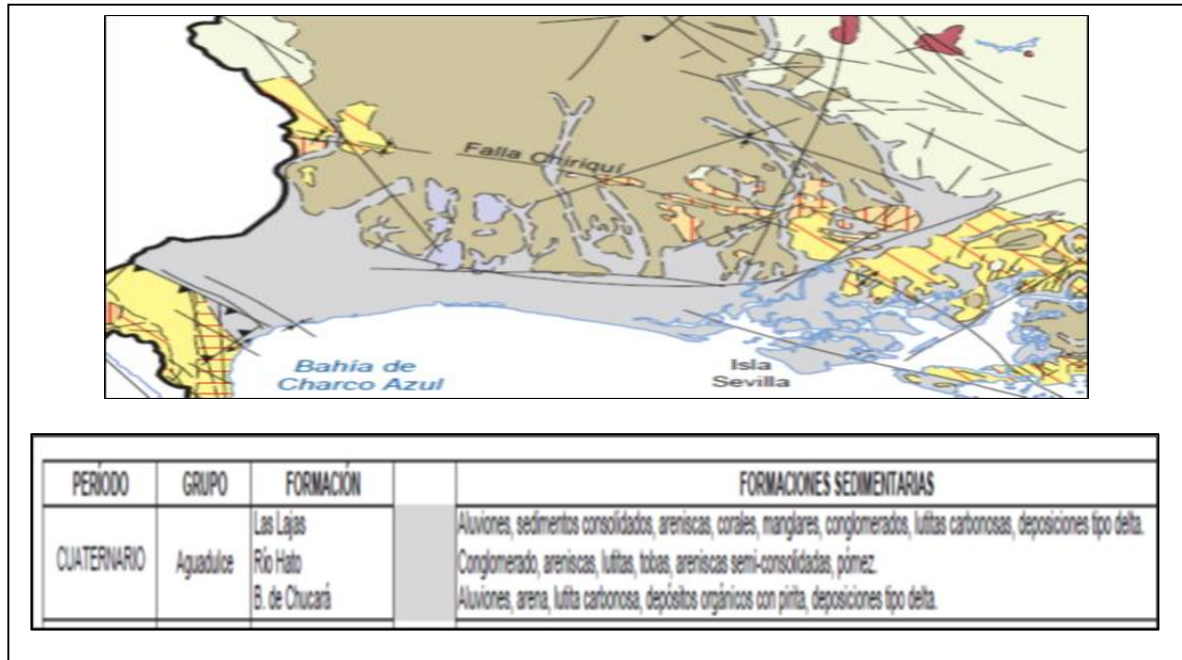 Falla Chiriquí
Bahía de
Charco Azul
Isla
Sevilla
PERÍODO GRUPO FORMACIÓN FORMACIONES SEDIMENTARIAS
CUATERNARIO Aguadulce
Las Lajas Aluviones, sedimentos consolidados, areniscas, corales, manglares, conglomerados, lutitas carbonosas, deposiciones tipo delta.
Río Hato Conglomerado, areniscas, lutitas, tobas, areniscas semi-consolidadas, pómez.
B. de Chucará Aluviones, arena, lutita carbonosa, depósitos orgánicos con pirita, deposiciones tipo delta.